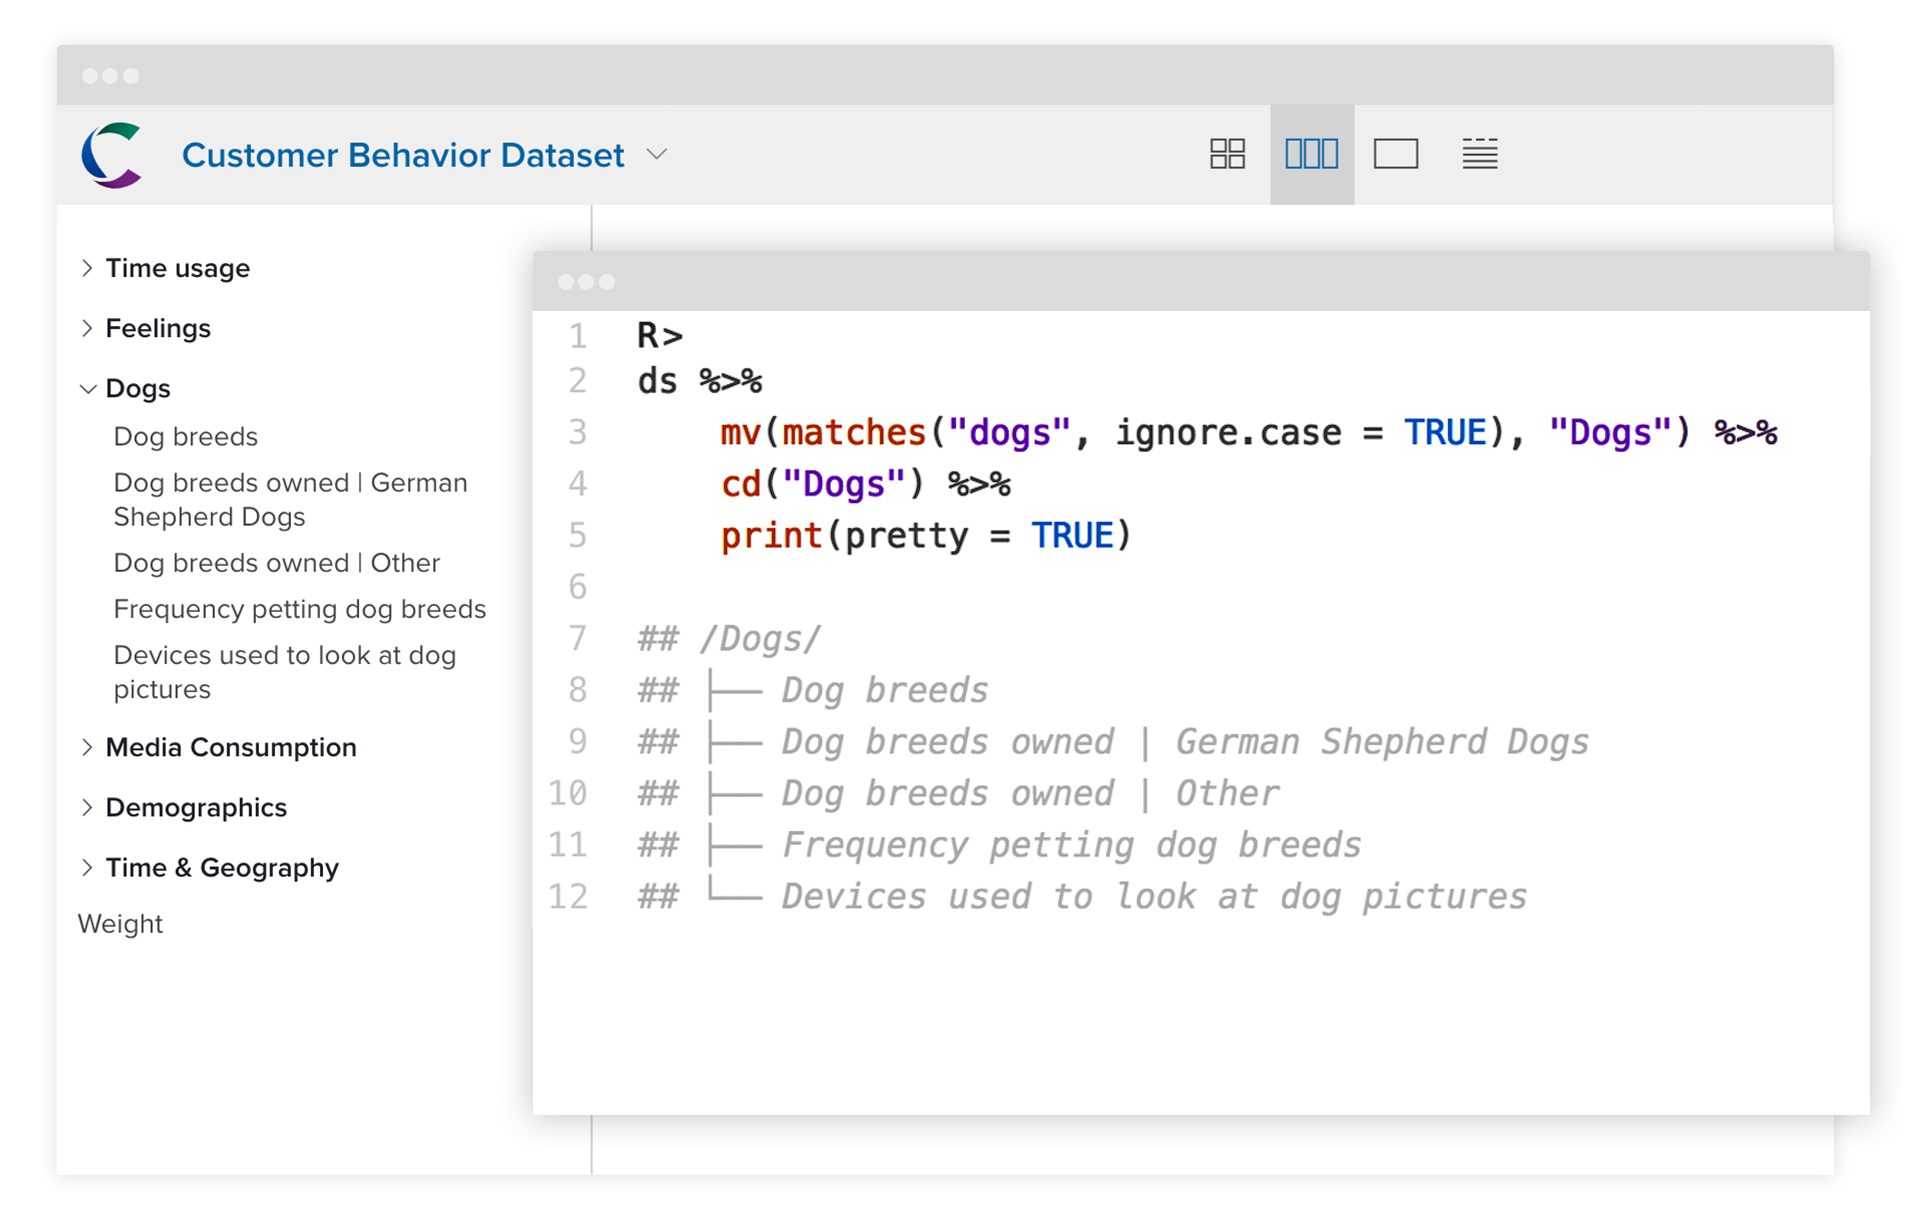 Customer Behavior Dataset
Time usage
Feelings
Dogs
Dog breeds
Dog breeds owned | German
Shepherd Dogs
Dog breeds owned | Other
Frequency petting dog breeds
Devices used to look at dog
pictures
Media Consumption
Demographics
Time & Geography
Weight
1 R>
2 ds %>%
3 mv(matches("dogs", ignore.case = TRUE), "Dogs") %>%
4 cd("Dogs") %>%
5 print(pretty = TRUE)
6
7 ## /Dogs/
8 ## ├── Dog breeds
9 ## ├── Dog breeds owned | German Shepherd Dogs
10 ## ├── Dog breeds owned | Other
11 ## ├── Frequency petting dog breeds
12 ## └── Devices used to look at dog pictures